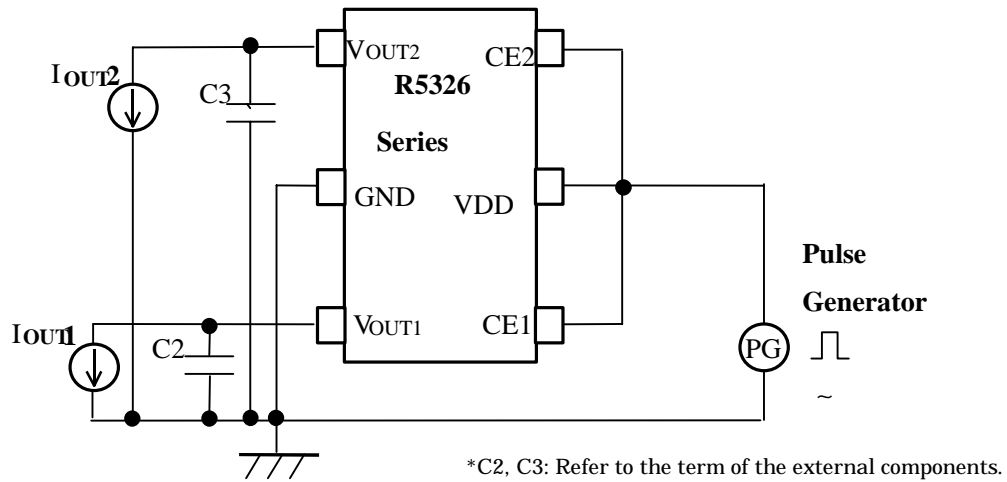 VOUT2
CE2
IOUT2
R5326
C3
Series
GND
VDD
Pulse
Generator
IOUT1
VOUT1
CE1
C2
PG
~
*C2, C3: Refer to the term of the external components.